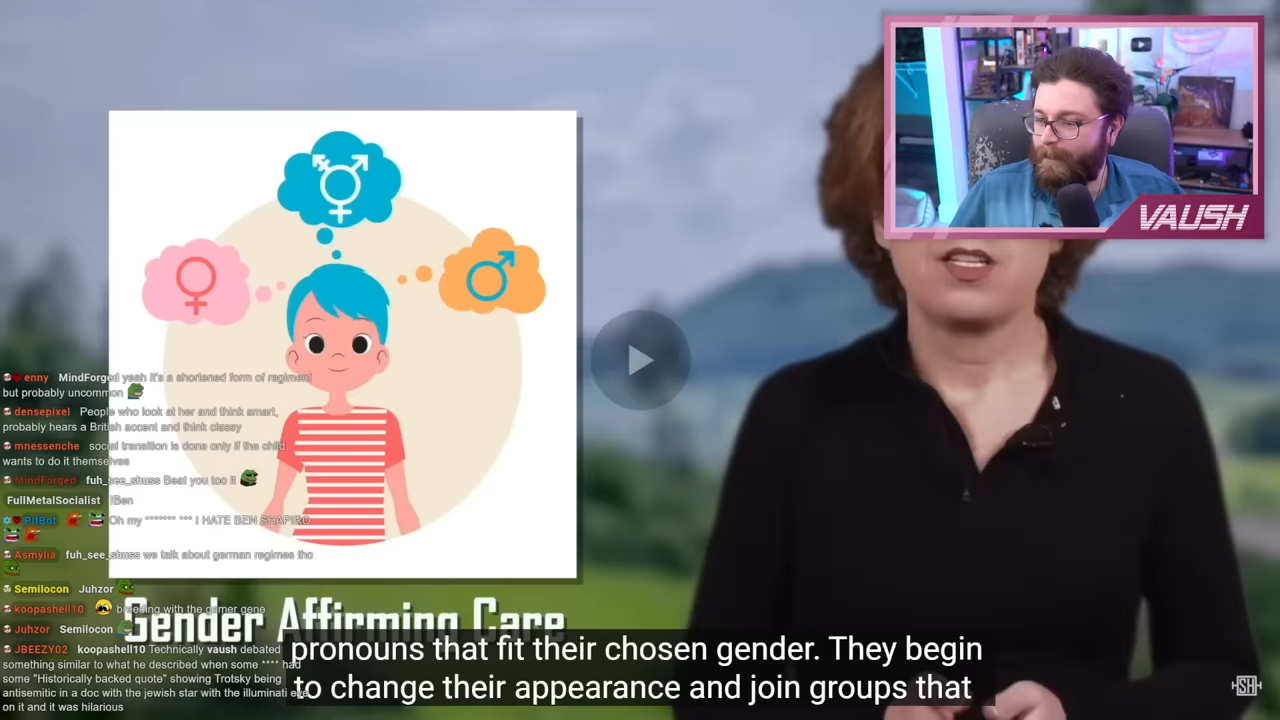 VAUSH
enny MindForged yeah it's a shortened form of regiment
but probably uncommon
densepixel People who look at her and think smart,
probably hears a British accent and think classy
mnessenche social transition is done only if the child
wants to do it themselves
MindForged fuh_see_shuss Beat you too it
FullMetalSocialist !Ben
PitBot Oh my ******* *** I HATE BEN SHAPIRO
Asmylia fuh_see_shuss we talk about german regimes tho
Semilocon Juhzor
koopashell10 breeding with the gamer gene
Juhzor Semilocon
JBEEZY02 koopashell10 Technically vaush debated
something similar to what he described when some **** had
some "Historically backed quote" showing Trotsky being
antisemitic in a doc with the jewish star with the illuminati eye
on it and it was hilarious
Gender Affirming Care
pronouns that fit their chosen gender. They begin
to change their appearance and join groups that
SH